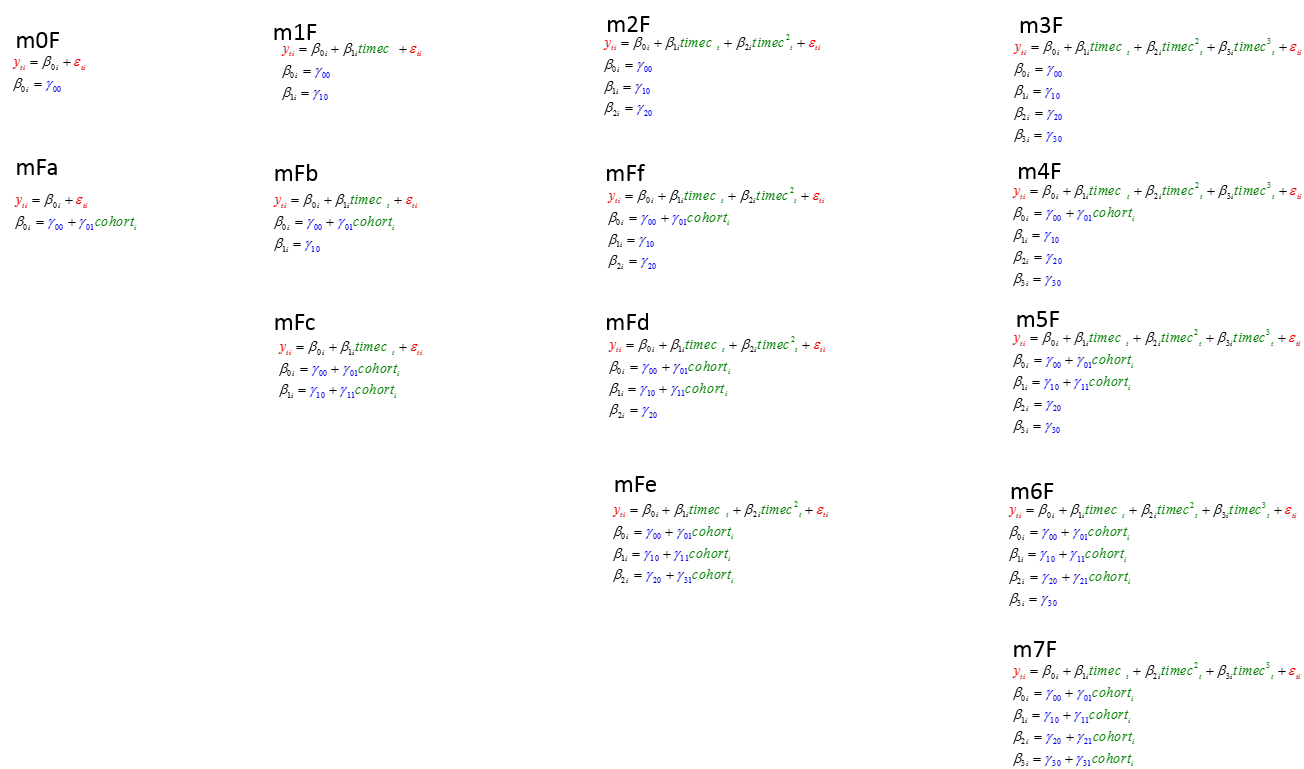 m0F
y_ti = β_0i + ε_ti
β_0i = γ_00
m1F
y_ti = β_0i + β_1i timec + ε_ti
β_0i = γ_00
β_1i = γ_10
m2F
y_ti = β_0i + β_1i timec_t + β_2i timec²_t + ε_ti
β_0i = γ_00
β_1i = γ_10
β_2i = γ_20
m3F
y_ti = β_0i + β_1i timec_t + β_2i timec²_t + β_3i timec³_t + ε_ti
β_0i = γ_00
β_1i = γ_10
β_2i = γ_20
β_3i = γ_30
mFa
y_ti = β_0i + ε_ti
β_0i = γ_00 + γ_01 cohort_i
mFb
y_ti = β_0i + β_1i timec_t + ε_ti
β_0i = γ_00 + γ_01 cohort_i
β_1i = γ_10
mFf
y_ti = β_0i + β_1i timec_t + β_2i timec²_t + ε_ti
β_0i = γ_00 + γ_01 cohort_i
β_1i = γ_10
β_2i = γ_20
m4F
y_ti = β_0i + β_1i timec_t + β_2i timec²_t + β_3i timec³_t + ε_ti
β_0i = γ_00 + γ_01 cohort_i
β_1i = γ_10
β_2i = γ_20
β_3i = γ_30
mFc
y_ti = β_0i + β_1i timec_t + ε_ti
β_0i = γ_00 + γ_01 cohort_i
β_1i = γ_10 + γ_11 cohort_i
mFd
y_ti = β_0i + β_1i timec_t + β_2i timec²_t + ε_ti
β_0i = γ_00 + γ_01 cohort_i
β_1i = γ_10 + γ_11 cohort_i
β_2i = γ_20
m5F
y_ti = β_0i + β_1i timec_t + β_2i timec²_t + β_3i timec³_t + ε_ti
β_0i = γ_00 + γ_01 cohort_i
β_1i = γ_10 + γ_11 cohort_i
β_2i = γ_20
β_3i = γ_30
mFe
y_ti = β_0i + β_1i timec_t + β_2i timec²_t + ε_ti
β_0i = γ_00 + γ_01 cohort_i
β_1i = γ_10 + γ_11 cohort_i
β_2i = γ_20 + γ_31 cohort_i
m6F
y_ti = β_0i + β_1i timec_t + β_2i timec²_t + β_3i timec³_t + ε_ti
β_0i = γ_00 + γ_01 cohort_i
β_1i = γ_10 + γ_11 cohort_i
β_2i = γ_20 + γ_21 cohort_i
β_3i = γ_30
m7F
y_ti = β_0i + β_1i timec_t + β_2i timec²_t + β_3i timec³_t + ε_ti
β_0i = γ_00 + γ_01 cohort_i
β_1i = γ_10 + γ_11 cohort_i
β_2i = γ_20 + γ_21 cohort_i
β_3i = γ_30 + γ_31 cohort_i